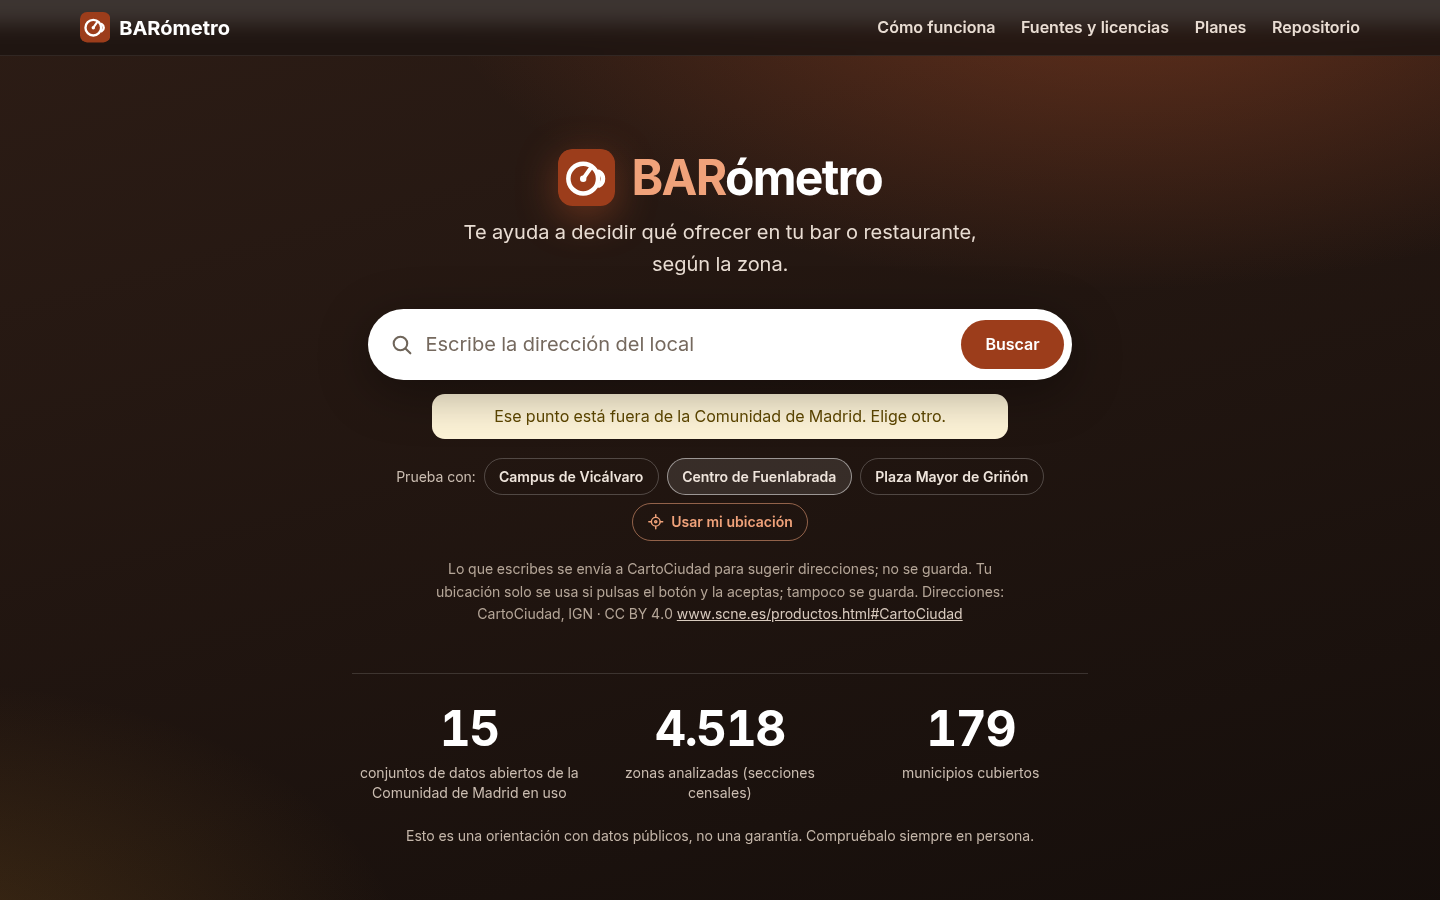 BARómetro
Cómo funciona
Fuentes y licencias
Planes
Repositorio
BARómetro
Te ayuda a decidir qué ofrecer en tu bar o restaurante,
según la zona.
Escribe la dirección del local
Buscar
Ese punto está fuera de la Comunidad de Madrid. Elige otro.
Prueba con:
Campus de Vicálvaro
Centro de Fuenlabrada
Plaza Mayor de Griñón
Usar mi ubicación
Lo que escribes se envía a CartoCiudad para sugerir direcciones; no se guarda. Tu
ubicación solo se usa si pulsas el botón y la aceptas; tampoco se guarda. Direcciones:
CartoCiudad, IGN · CC BY 4.0 www.scne.es/productos.html#CartoCiudad
15
conjuntos de datos abiertos de la
Comunidad de Madrid en uso
4.518
zonas analizadas (secciones
censales)
179
municipios cubiertos
Esto es una orientación con datos públicos, no una garantía. Compruébalo siempre en persona.